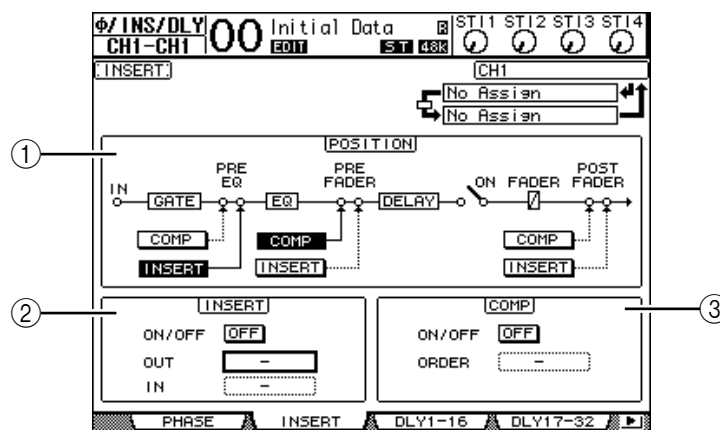 φ/ INS/DLY 00 Initial Data R STI1 STI2 STI3 STI4
CH1-CH1 EDIT ST 48k
INSERT CH1
No Assign
No Assign
1
POSITION
PRE EQ PRE FADER POST FADER
IN GATE EQ DELAY ON FADER
COMP COMP COMP
INSERT INSERT INSERT
2
INSERT
ON/OFF OFF
OUT -
IN -
3
COMP
ON/OFF OFF
ORDER -
PHASE INSERT DLY1-16 DLY17-32